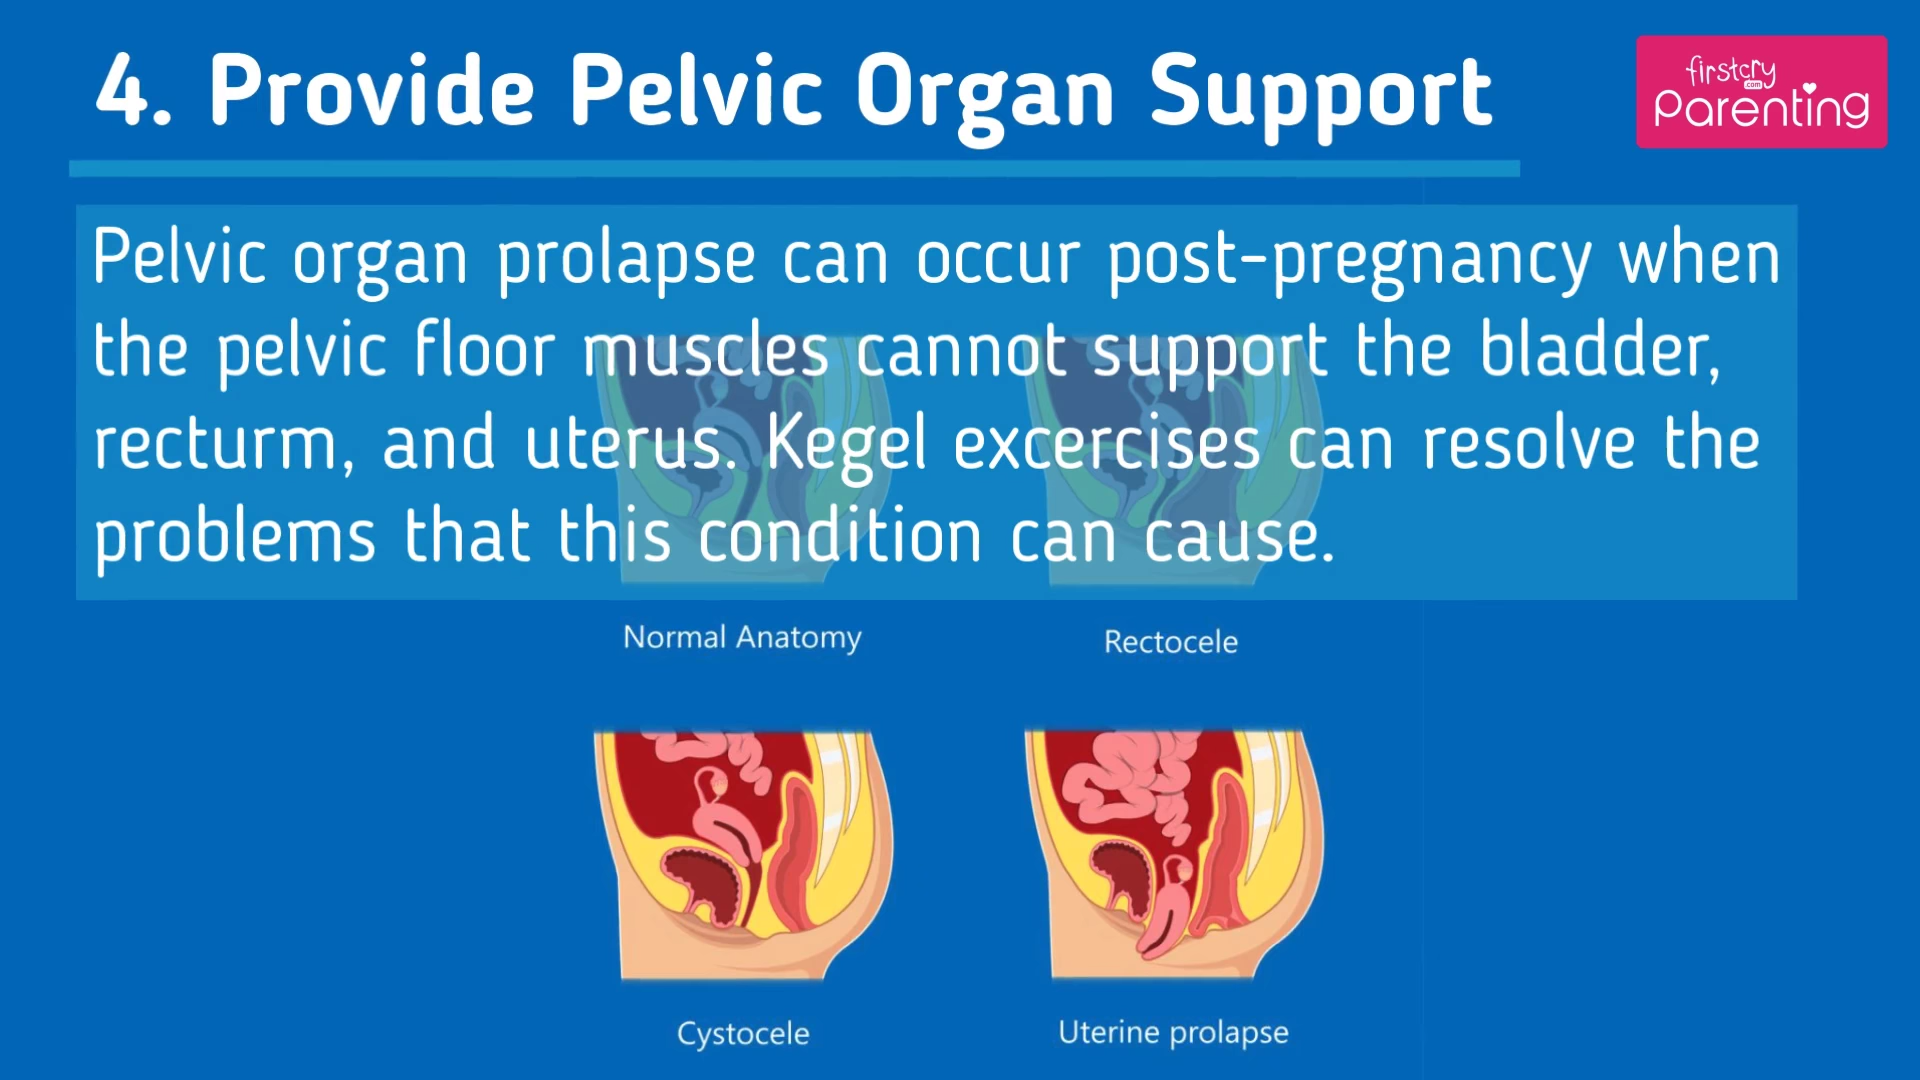 4. Provide Pelvic Organ Support
firstcry
.com
Parenting
Pelvic organ prolapse can occur post-pregnancy when
the pelvic floor muscles cannot support the bladder,
recturm, and uterus. Kegel excercises can resolve the
problems that this condition can cause.
Normal Anatomy
Rectocele
Cystocele
Uterine prolapse